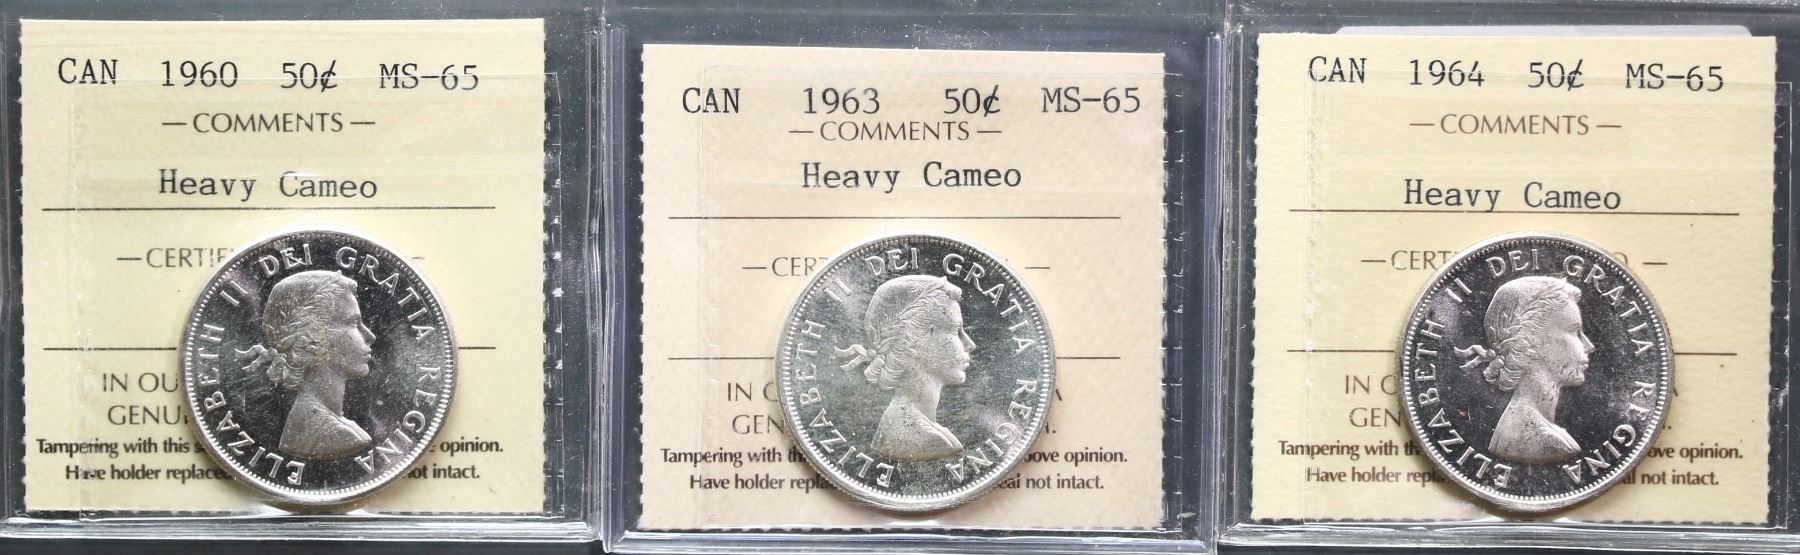 CAN 1960 50¢ MS-65
— COMMENTS —
Heavy Cameo
— CERTIF
IN OU
GENU
Tampering with this opinion.
Have holder replaced ot intact.
ELIZABETH II DEI GRATIA REGINA
CAN 1963 50¢ MS-65
— COMMENTS —
Heavy Cameo
— CER —
IN
GEN
Tampering with th ove opinion.
Have holder repla eal not intact.
ELIZABETH II DEI GRATIA REGINA
CAN 1964 50¢ MS-65
— COMMENTS —
Heavy Cameo
— CERT D —
IN A
GEN
Tampering with th ove opinion.
Have holder repl al not intact.
ELIZABETH II DEI GRATIA REGINA